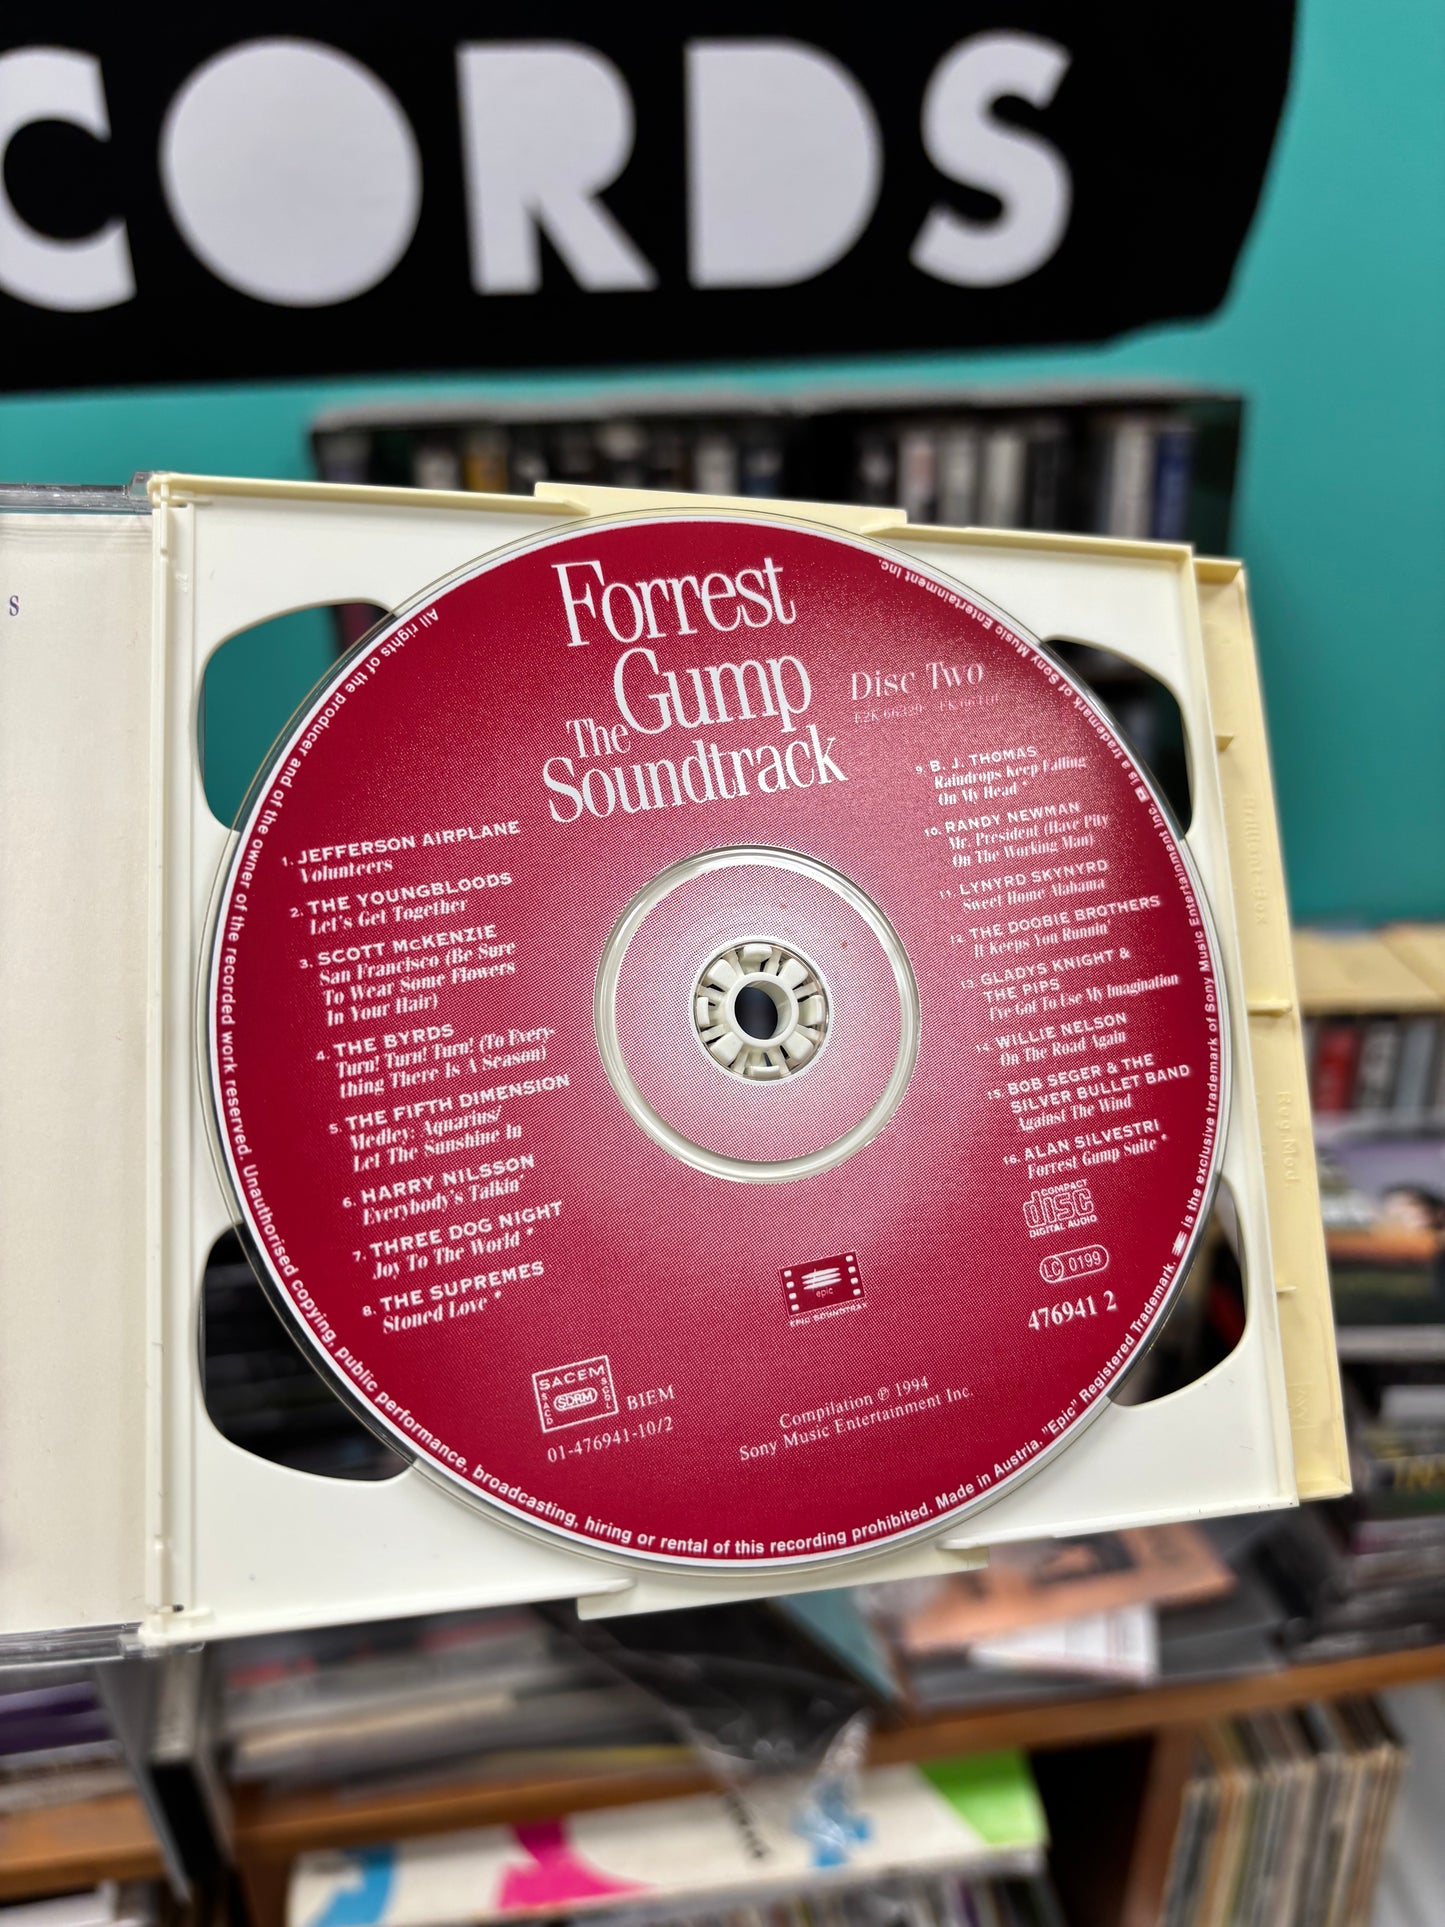 CORDS
s
Forrest
Gump
The
Soundtrack
Disc Two
1. JEFFERSON AIRPLANE
Volunteers
2. THE YOUNGBLOODS
Let's Get Together
3. SCOTT McKENZIE
San Francisco (Be Sure
To Wear Some Flowers
In Your Hair)
4. THE BYRDS
Turn! Turn! Turn! (To Every-
thing There Is A Season)
5. THE FIFTH DIMENSION
Medley: Aquarius/
Let The Sunshine In
6. HARRY NILSSON
Everybody's Talkin'
7. THREE DOG NIGHT
Joy To The World *
8. THE SUPREMES
Stoned Love *
9. B. J. THOMAS
Raindrops Keep Falling
On My Head *
10. RANDY NEWMAN
Mr. President (Have Pity
On The Working Man)
11. LYNYRD SKYNYRD
Sweet Home Alabama
12. THE DOOBIE BROTHERS
It Keeps You Runnin'
13. GLADYS KNIGHT &
THE PIPS
I've Got To Use My Imagination
14. WILLIE NELSON
On The Road Again
15. BOB SEGER & THE
SILVER BULLET BAND
Against The Wind
16. ALAN SILVESTRI
Forrest Gump Suite *
COMPACT
disc
DIGITAL AUDIO
LC 0199
476941 2
epic
EPIC SOUNDTRAX
SACEM
SACD
SDRM
SGDL
BIEM
01-476941-10/2
Compilation ℗ 1994
Sony Music Entertainment Inc.
All rights of the producer and of the owner of the recorded work reserved. Unauthorised copying, public performance, broadcasting, hiring or rental of this recording prohibited. Made in Austria. "Epic" Registered Trademark. is the exclusive trademark of Sony Music Entertainment Inc. is a trademark of Sony Music Entertainment Inc.
Brilliant-Box
Reg. Mod.